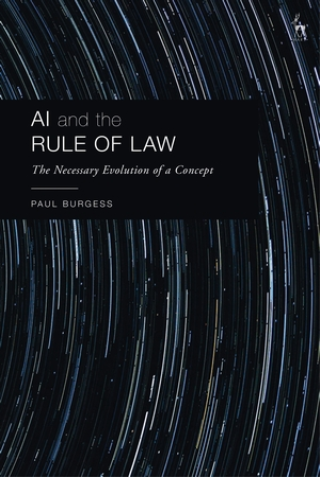 AI and the
RULE OF LAW
The Necessary Evolution of a Concept
PAUL BURGESS